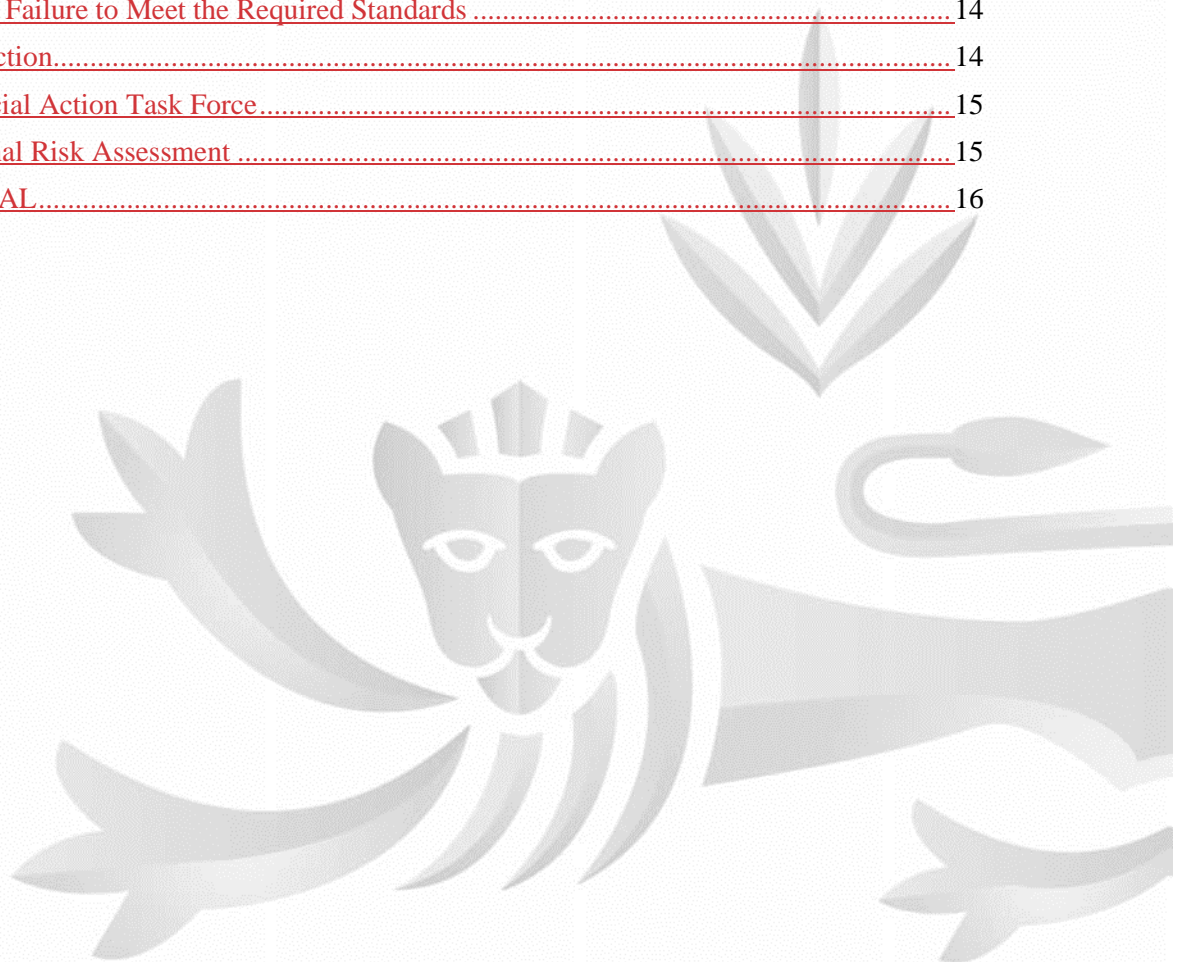 Failure to Meet the Required Standards ................................................................ 14
ction............................................................................................................................. 14
cial Action Task Force................................................................................................ 15
al Risk Assessment .................................................................................................... 15
AL............................................................................................................................... 16